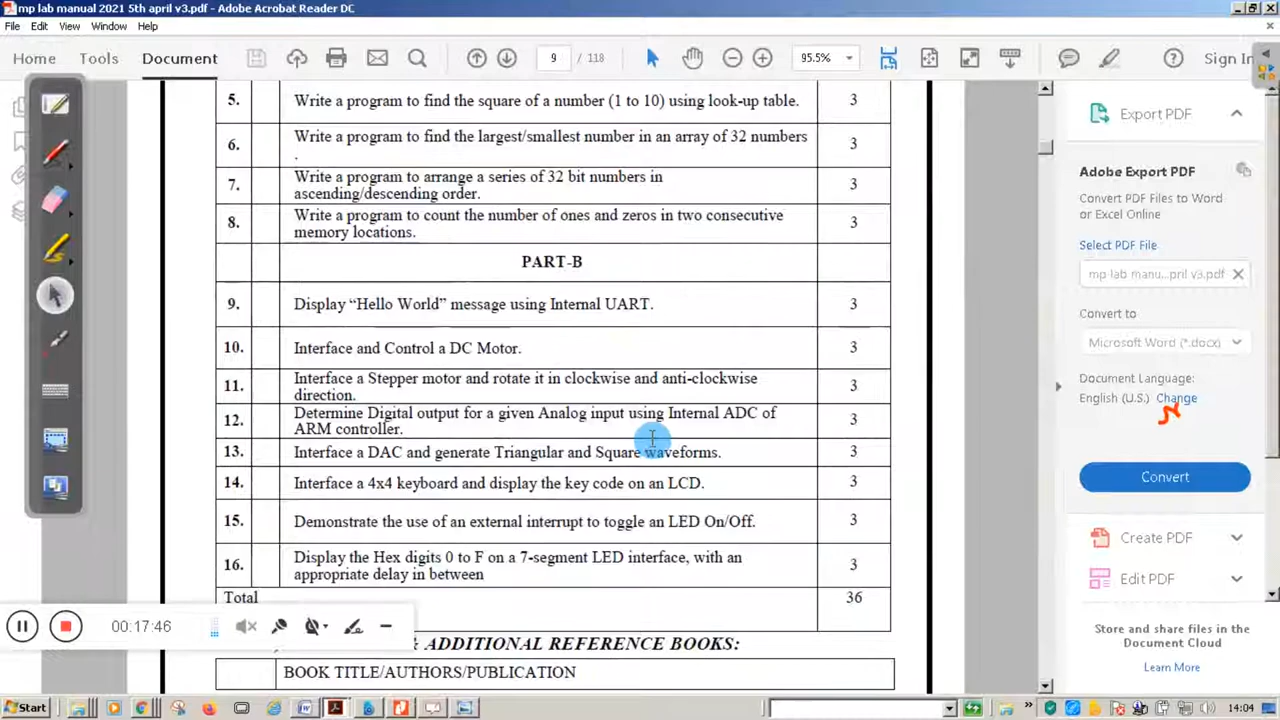 mp lab manual 2021 5th april v3.pdf - Adobe Acrobat Reader DC
File Edit View Window Help
Home Tools Document 9 / 118 95.5% Sign In
5. Write a program to find the square of a number (1 to 10) using look-up table. 3
6. Write a program to find the largest/smallest number in an array of 32 numbers . 3
7. Write a program to arrange a series of 32 bit numbers in
ascending/descending order. 3
8. Write a program to count the number of ones and zeros in two consecutive
memory locations. 3
PART-B
9. Display “Hello World” message using Internal UART. 3
10. Interface and Control a DC Motor. 3
11. Interface a Stepper motor and rotate it in clockwise and anti-clockwise
direction. 3
12. Determine Digital output for a given Analog input using Internal ADC of
ARM controller. 3
13. Interface a DAC and generate Triangular and Square waveforms. 3
14. Interface a 4x4 keyboard and display the key code on an LCD. 3
15. Demonstrate the use of an external interrupt to toggle an LED On/Off. 3
16. Display the Hex digits 0 to F on a 7-segment LED interface, with an
appropriate delay in between 3
Total 36
& ADDITIONAL REFERENCE BOOKS:
BOOK TITLE/AUTHORS/PUBLICATION
Export PDF
Adobe Export PDF
Convert PDF Files to Word
or Excel Online
Select PDF File
mp lab manu...pril v3.pdf
Convert to
Microsoft Word (*.docx)
Document Language:
English (U.S.) Change
Convert
Create PDF
Edit PDF
Store and share files in the
Document Cloud
Learn More
00:17:46
Start 14:04